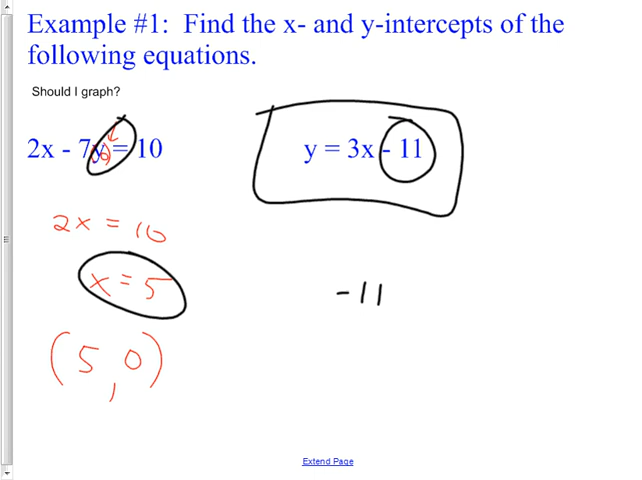 Example #1: Find the x- and y-intercepts of the
following equations.
Should I graph?
2x - 7y = 10
y = 3x - 11
2x = 10
x = 5
-11
(5, 0)
Extend Page